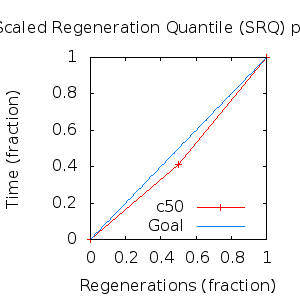 Scaled Regeneration Quantile (SRQ) p
1
0.8
0.6
0.4
0.2
0
Time (fraction)
c50
Goal
0 0.2 0.4 0.6 0.8 1
Regenerations (fraction)